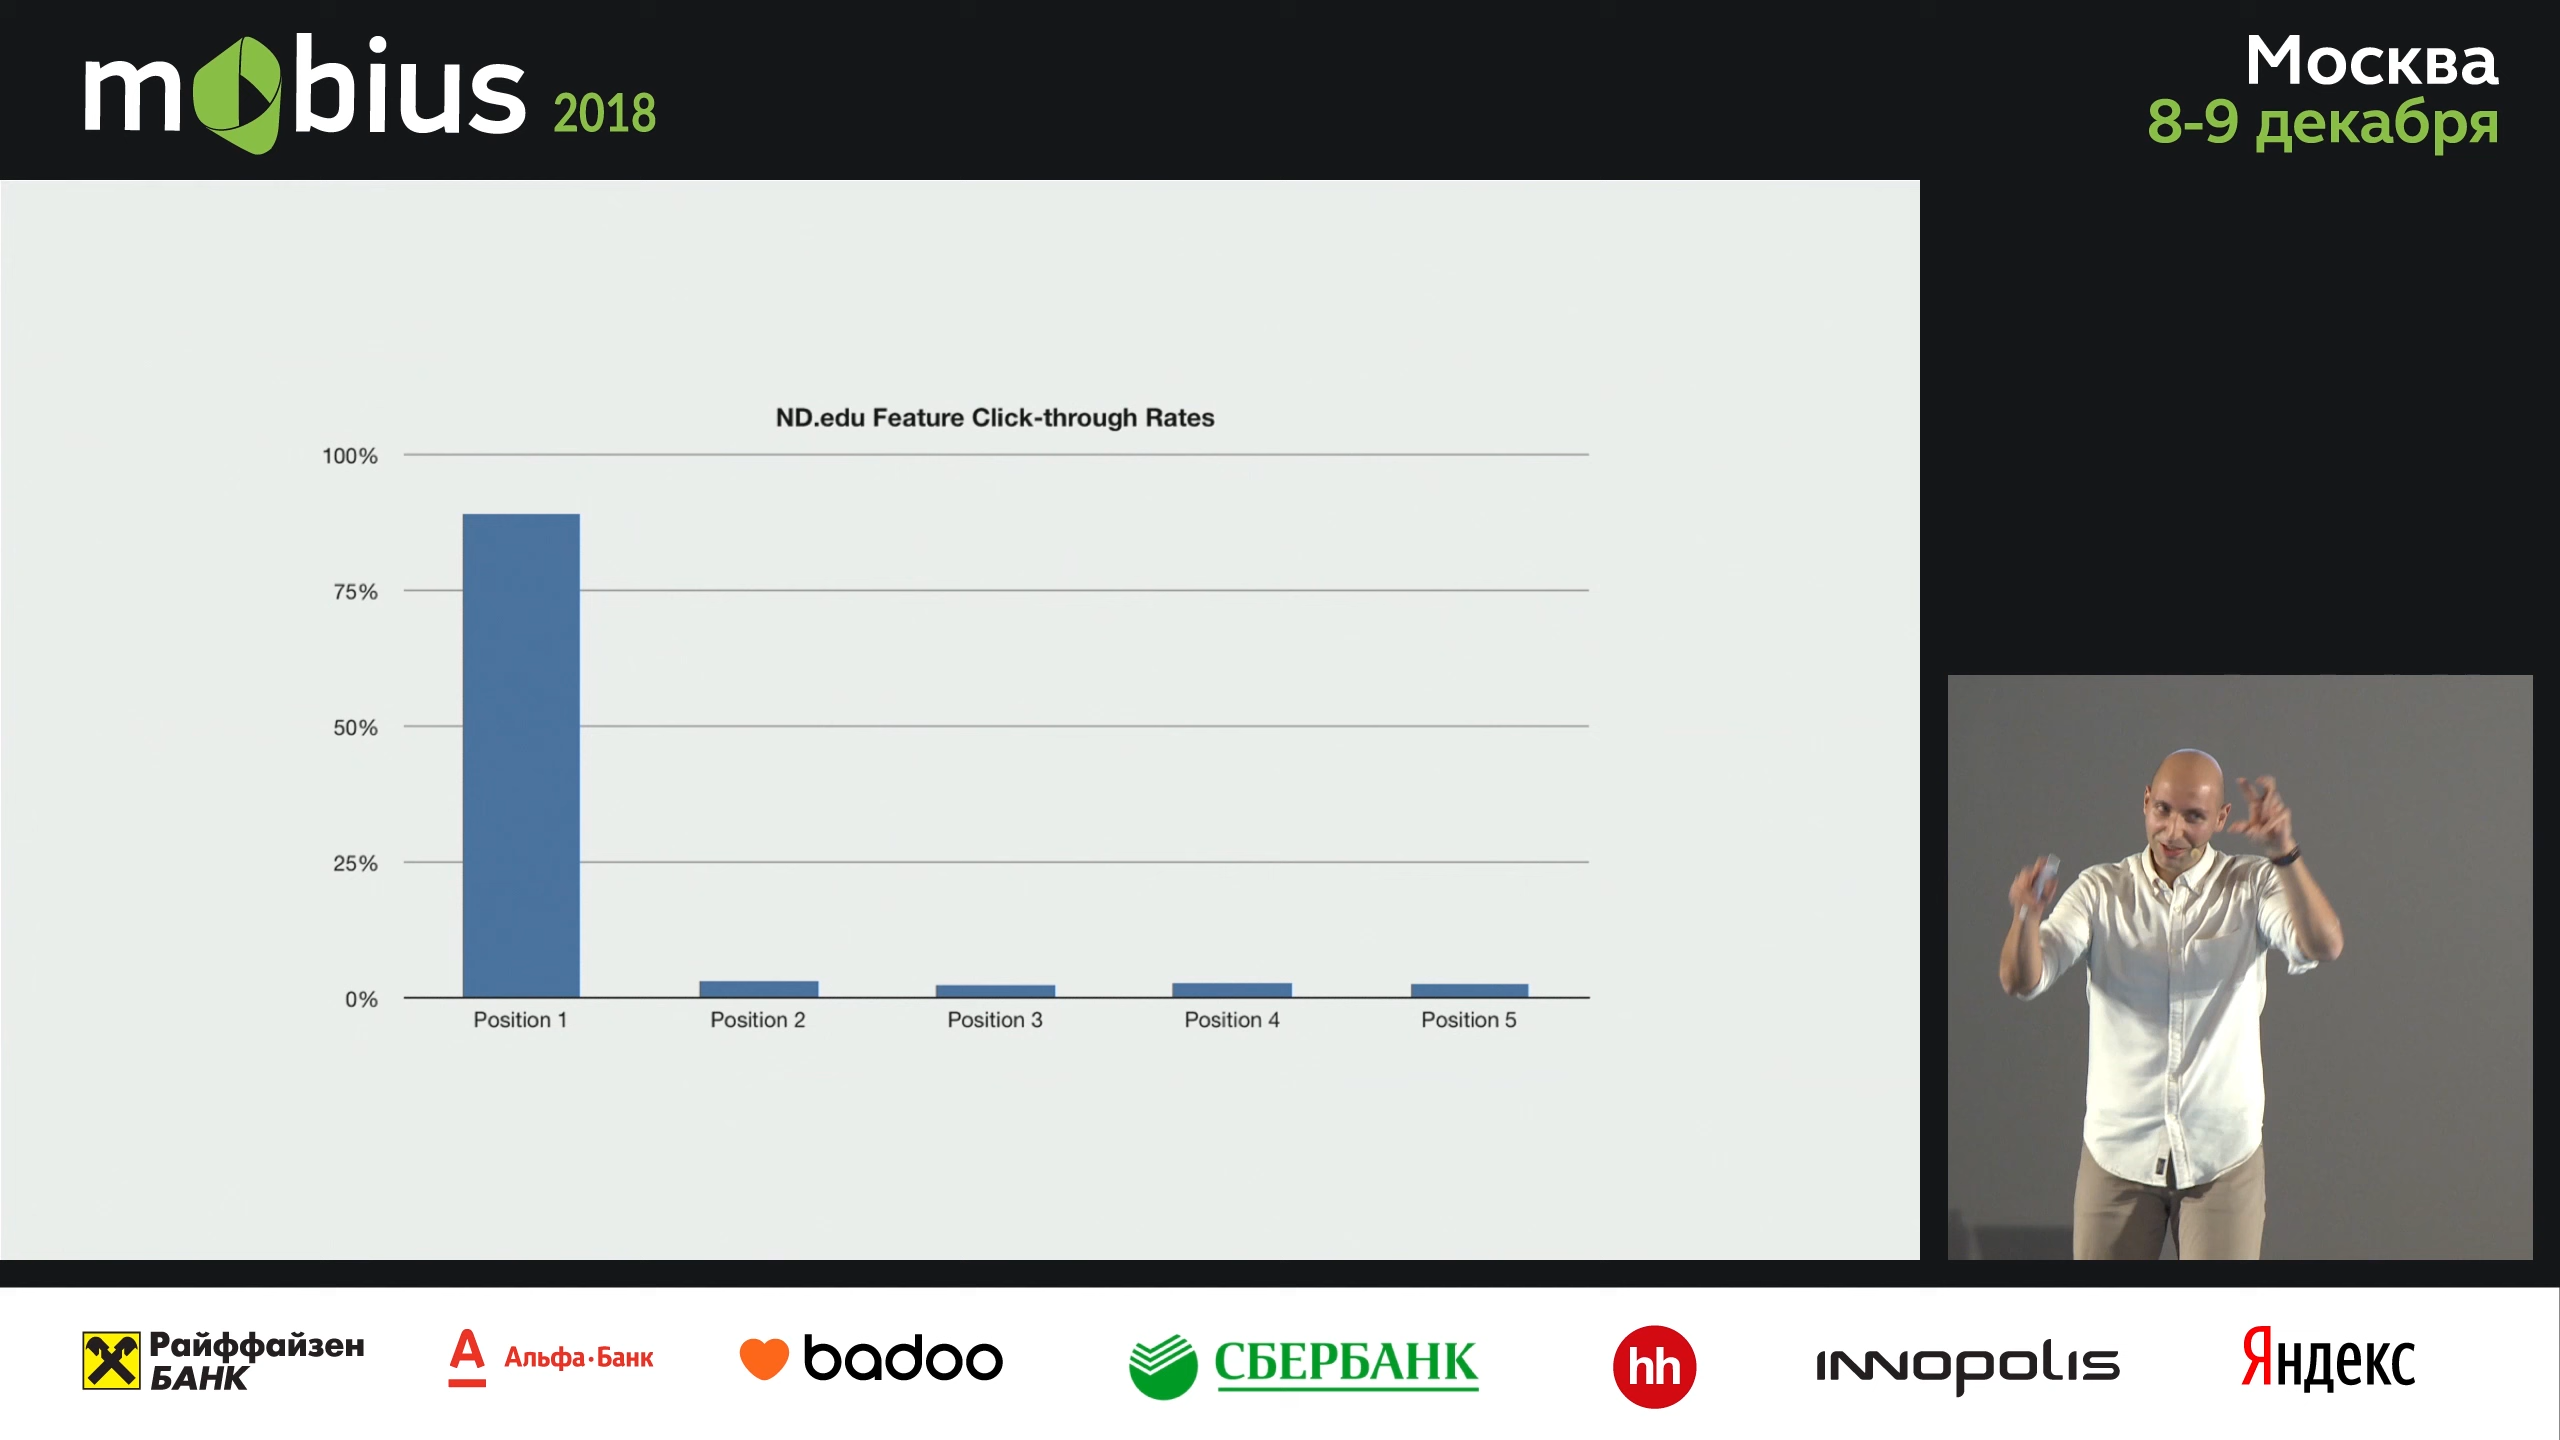 mobius 2018
Москва
8-9 декабря
ND.edu Feature Click-through Rates
100%
75%
50%
25%
0%
Position 1
Position 2
Position 3
Position 4
Position 5
Райффайзен
БАНК
А
Альфа·Банк
badoo
СБЕРБАНК
hh
INNOPOLIS
Яндекс